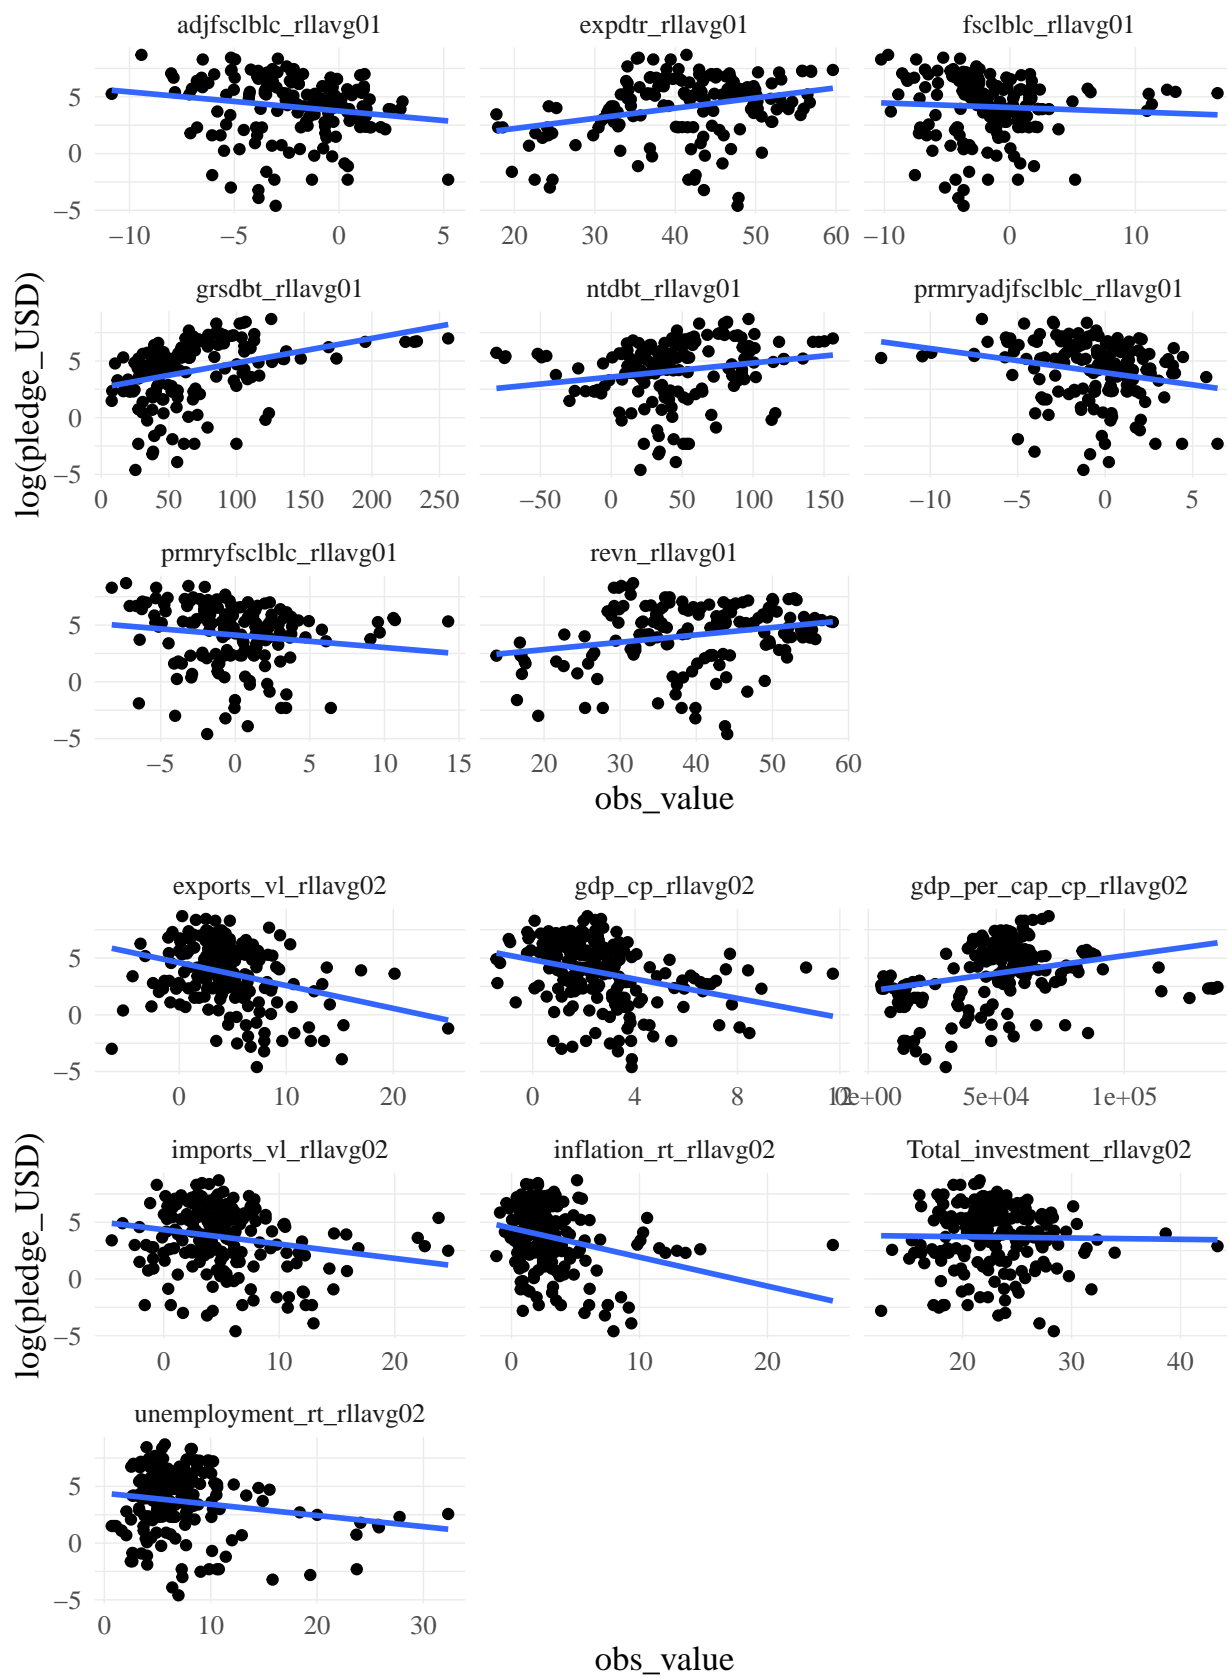 adjfsclblc_rllavg01 expdtr_rllavg01 fsclblc_rllavg01
5
0
−5
−10 −5 0 5 20 30 40 50 60 −10 0 10
grsdbt_rllavg01 ntdbt_rllavg01 prmryadjfsclblc_rllavg01
log(pledge_USD)
5
0
−5
0 50 100 150 200 250 −50 0 50 100 150 −10 −5 0 5
prmryfsclblc_rllavg01 revn_rllavg01
5
0
−5
−5 0 5 10 15 20 30 40 50 60
obs_value
exports_vl_rllavg02 gdp_cp_rllavg02 gdp_per_cap_cp_rllavg02
5
0
−5
0 10 20 0 4 8 12 0e+00 5e+04 1e+05
imports_vl_rllavg02 inflation_rt_rllavg02 Total_investment_rllavg02
log(pledge_USD)
5
0
−5
0 10 20 0 10 20 20 30 40
unemployment_rt_rllavg02
5
0
−5
0 10 20 30
obs_value